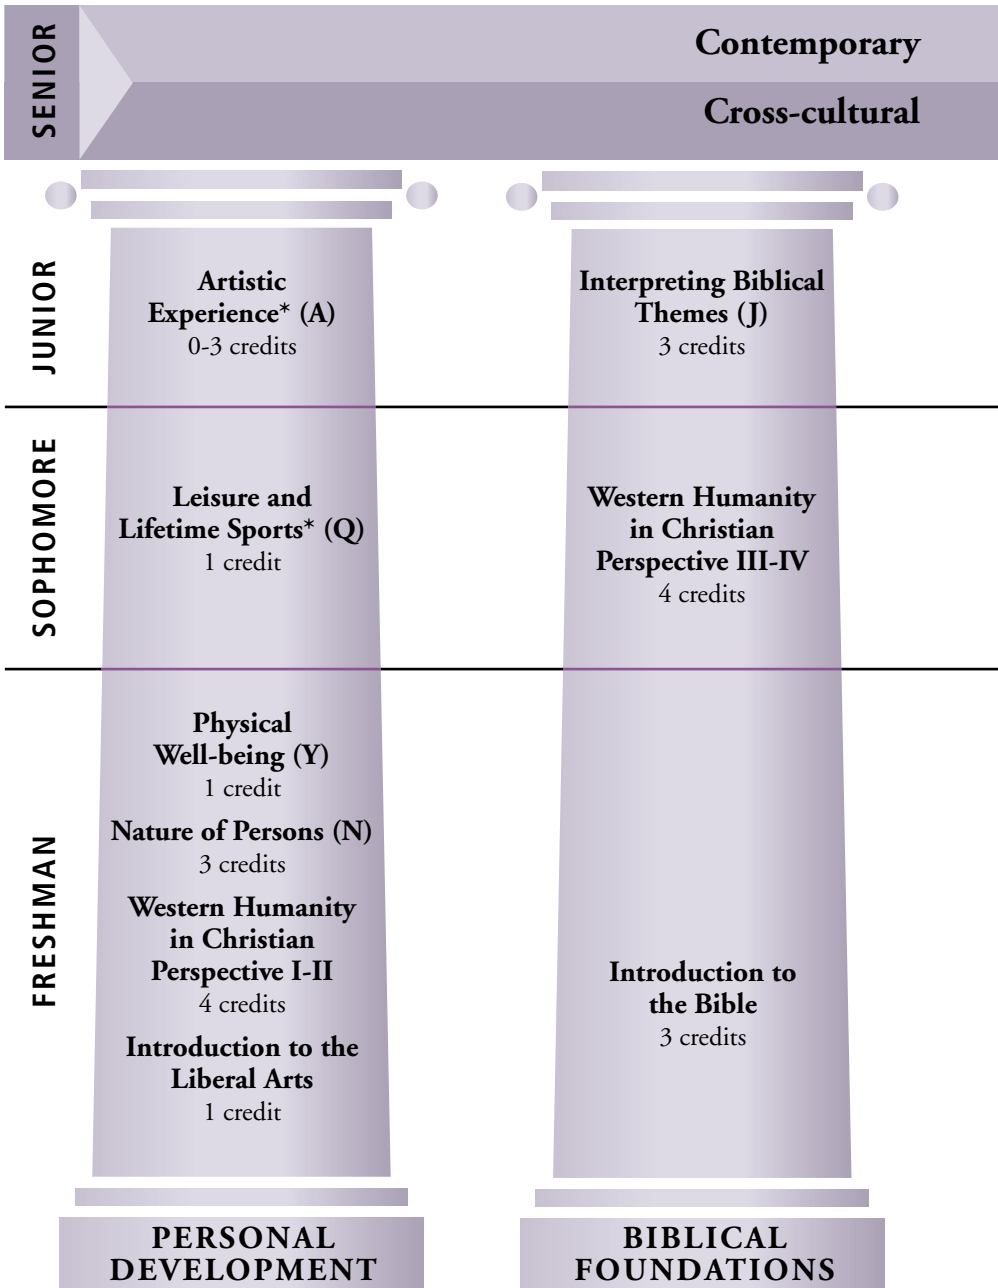 SENIOR
Contemporary
Cross-cultural
JUNIOR
Artistic
Experience* (A)
0-3 credits
Interpreting Biblical
Themes (J)
3 credits
SOPHOMORE
Leisure and
Lifetime Sports* (Q)
1 credit
Western Humanity
in Christian
Perspective III-IV
4 credits
FRESHMAN
Physical
Well-being (Y)
1 credit
Nature of Persons (N)
3 credits
Western Humanity
in Christian
Perspective I-II
4 credits
Introduction to the
Liberal Arts
1 credit
Introduction to
the Bible
3 credits
PERSONAL
DEVELOPMENT
BIBLICAL
FOUNDATIONS